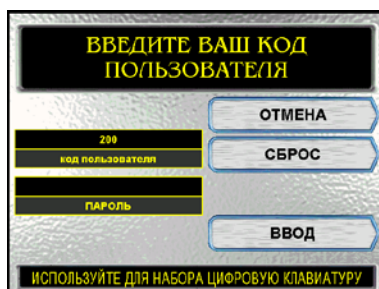 ВВЕДИТЕ ВАШ КОД
ПОЛЬЗОВАТЕЛЯ
ОТМЕНА
200
код пользователя
СБРОС
ПАРОЛЬ
ВВОД
ИСПОЛЬЗУЙТЕ ДЛЯ НАБОРА ЦИФРОВУЮ КЛАВИАТУРУ